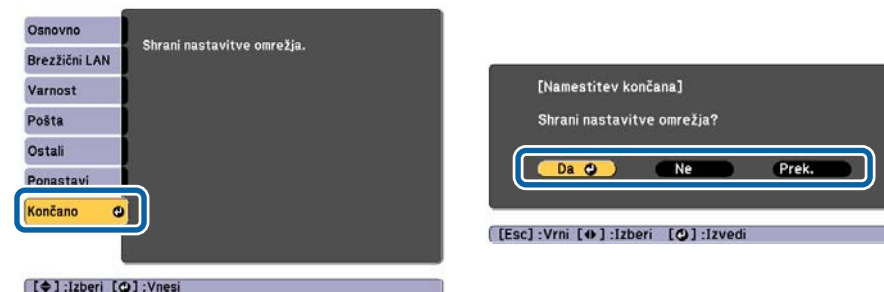 Osnovno
Brezžični LAN
Varnost
Pošta
Ostali
Ponastavi
Končano
Shrani nastavitve omrežja.
[ ] :Izberi [ ] :Vnesi
[Namestitev končana]
Shrani nastavitve omrežja?
Da Ne Prek.
[Esc] :Vrni [ ] :Izberi [ ] :Izvedi